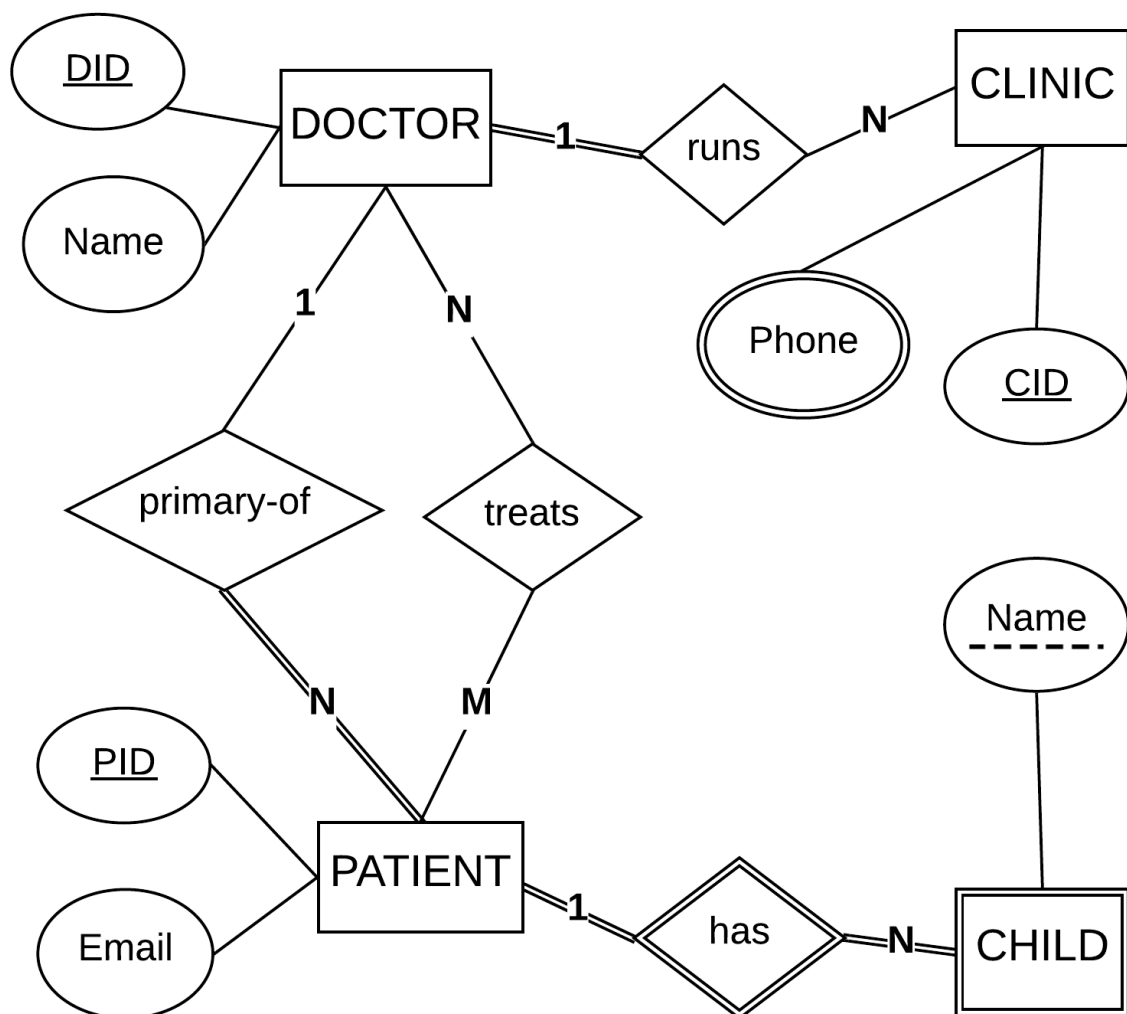 DID
DOCTOR
CLINIC
1
runs
N
Name
1
N
Phone
CID
primary-of
treats
Name
N
M
PID
PATIENT
1
has
N
CHILD
Email